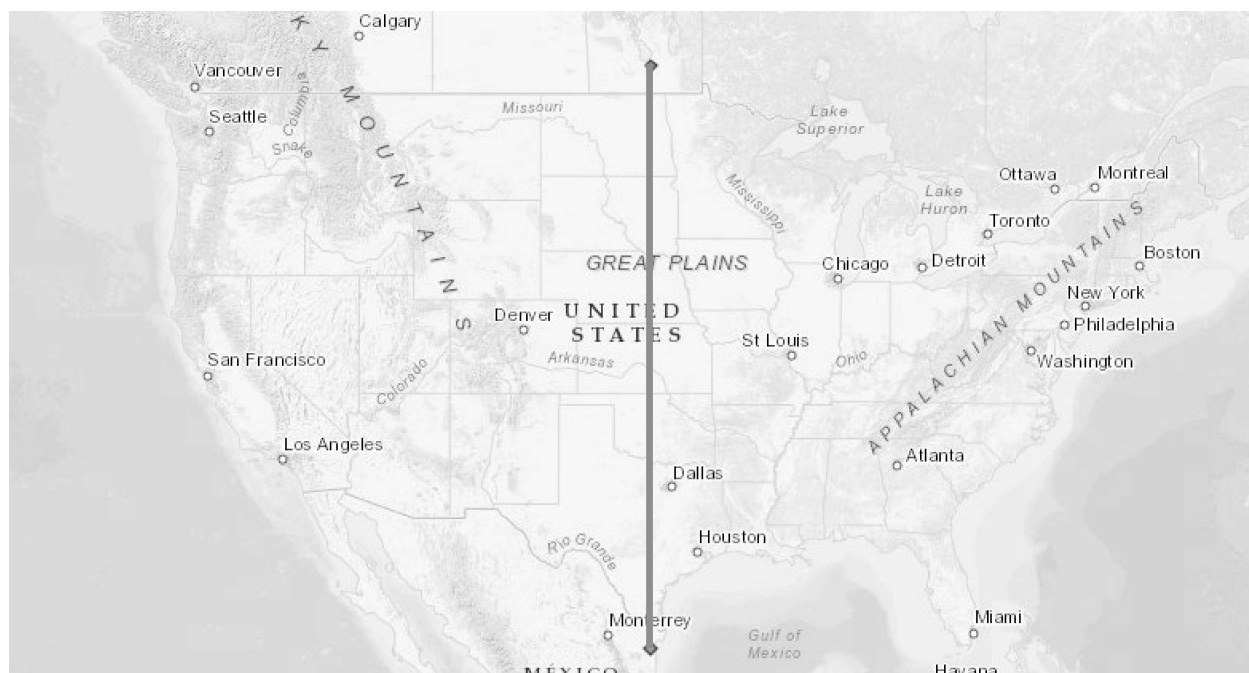 Calgary
KY MOUNTAINS
Vancouver
Columbia
Seattle
Snake
Missouri
Lake
Superior
Ottawa
Montreal
Mississippi
Lake
Huron
Toronto
GREAT PLAINS
Chicago
Detroit
Boston
APPALACHIAN MOUNTAINS
New York
Denver
UNITED
STATES
Philadelphia
St Louis
San Francisco
Arkansas
Ohio
Washington
Colorado
Los Angeles
Dallas
Atlanta
Houston
Rio Grande
Monterrey
Miami
Gulf of
Mexico
MÉXICO
Havana